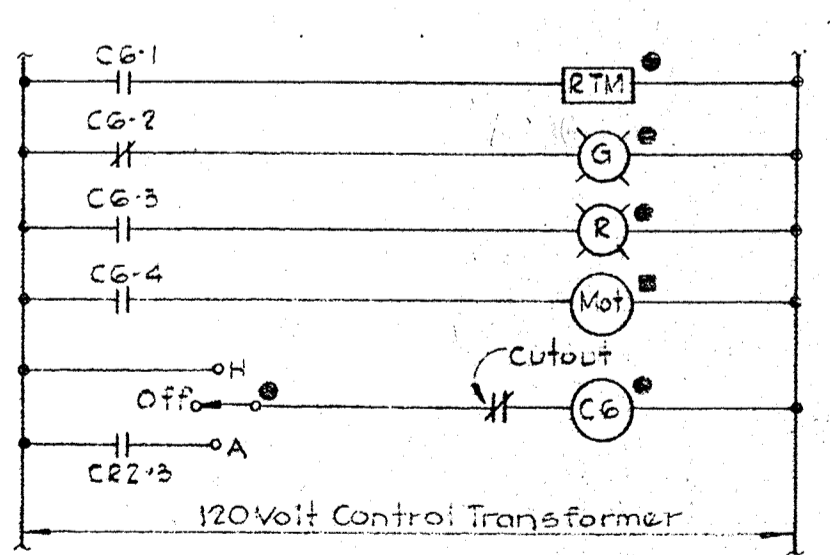 C6-1
RTM
C6-2
G
C6-3
R
C6-4
Mot
H
Cutout
Off
C6
A
CR2-3
120 Volt Control Transformer